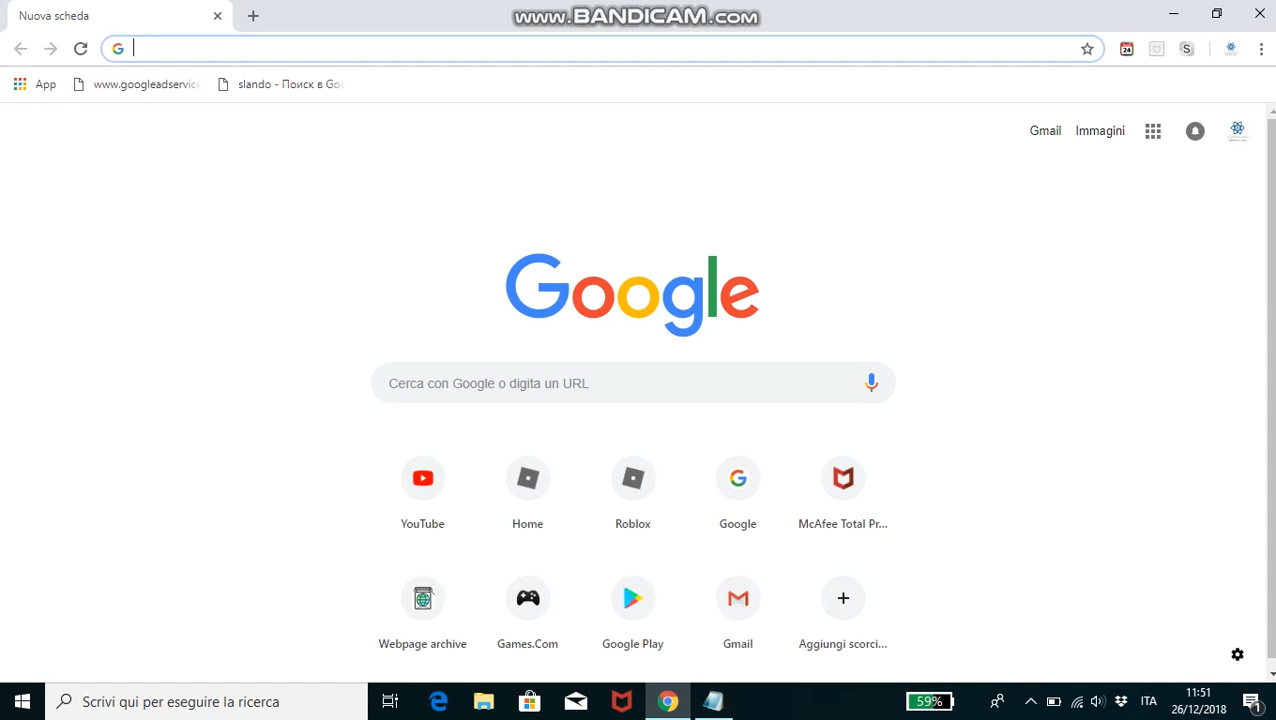 Nuova scheda
www.BANDICAM.com
App
www.googleadservice
slando - Поиск в Goo
Gmail
Immagini
Google
Cerca con Google o digita un URL
YouTube
Home
Roblox
Google
McAfee Total Pr...
Webpage archive
Games.Com
Google Play
Gmail
Aggiungi scorci...
Scrivi qui per eseguire la ricerca
59%
ITA
11:51
26/12/2018